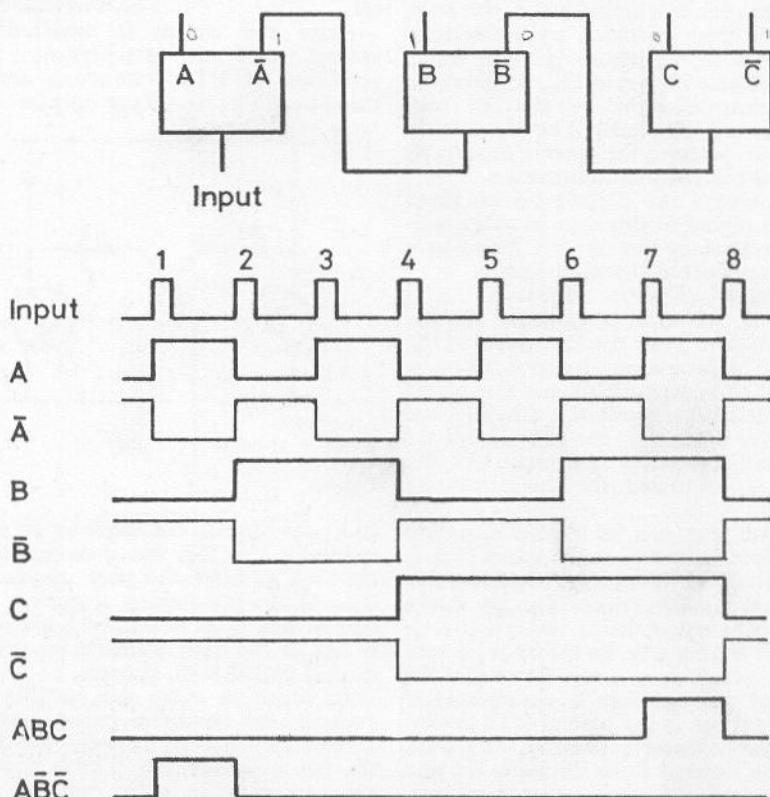 0 1 1 0 0 1
A Ā B B̄ C C̄
Input
1 2 3 4 5 6 7 8
Input
A
Ā
B
B̄
C
C̄
ABC
AB̄C̄